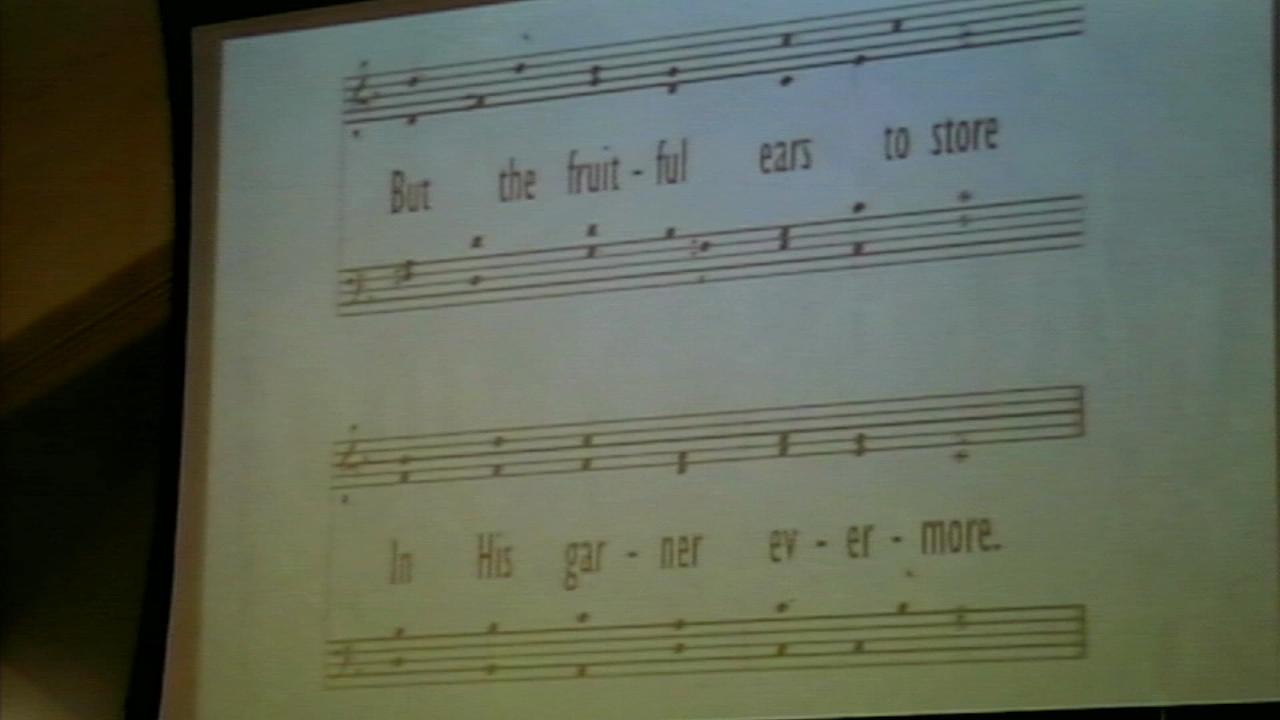 But the fruit - ful ears to store
In His gar - ner ev - er - more.